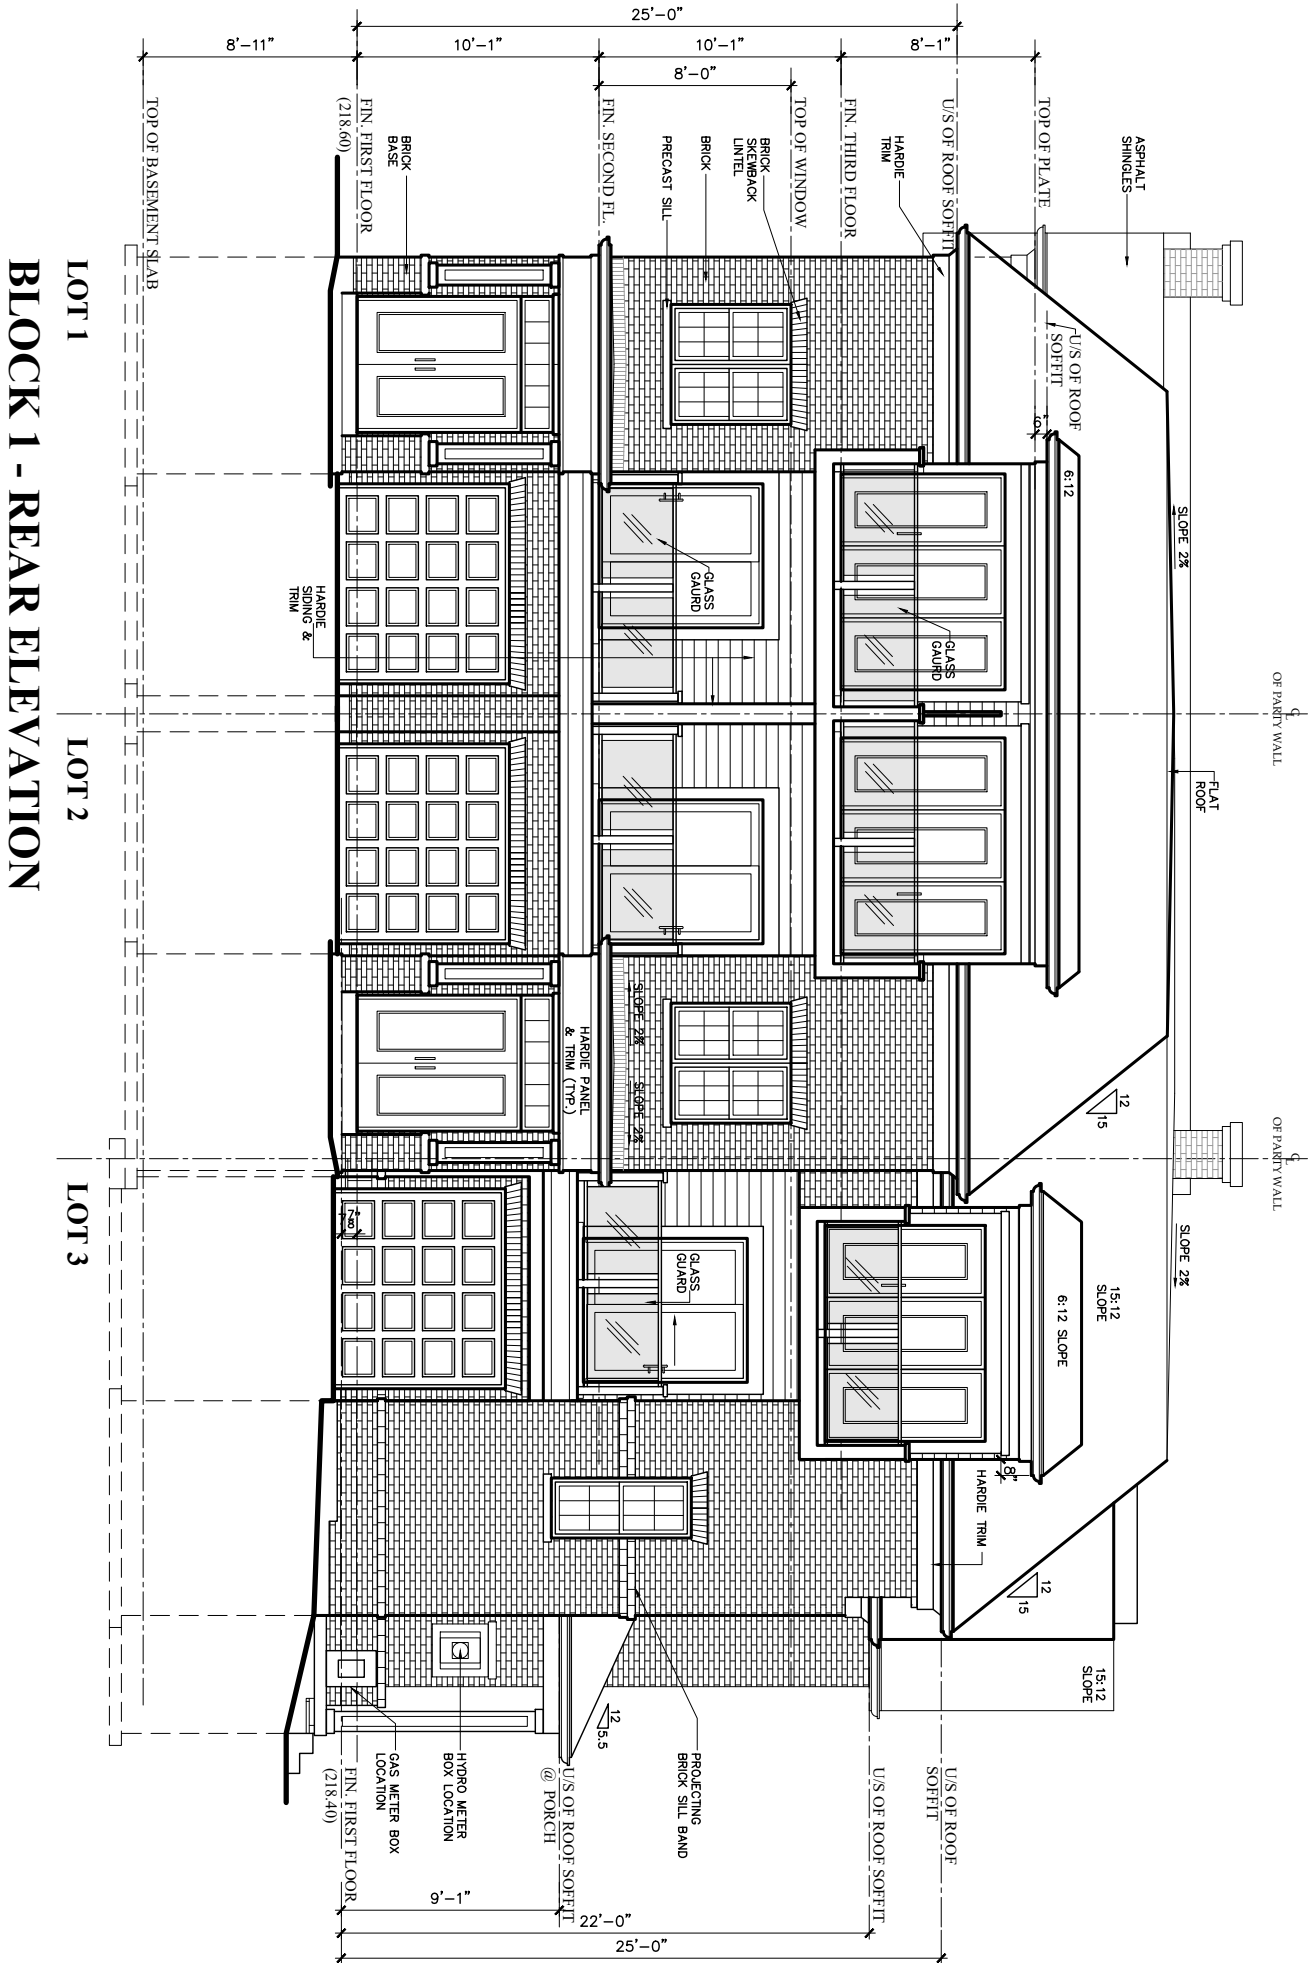 25'-0"
8'-11"
10'-1"
10'-1"
8'-1"
8'-0"
TOP OF BASEMENT SLAB
FIN. FIRST FLOOR
(218.60)
FIN. SECOND FL.
TOP OF WINDOW
FIN. THIRD FLOOR
U/S OF ROOF SOFFIT
TOP OF PLATE
ASPHALT
SHINGLES
HARDIE
TRIM
BRICK
SKEWBACK
LINTEL
BRICK
PRECAST SILL
BRICK
BASE
U/S OF ROOF
SOFFIT
6"
6:12
SLOPE 2%
GLASS
GAURD
GLASS
GAURD
HARDIE
SIDING &
TRIM
℄
OF PARTY WALL
FLAT
ROOF
SLOPE 2%
SLOPE 2%
HARDIE PANEL
& TRIM (TYP.)
12
15
℄
OF PARTY WALL
SLOPE 2%
15:12
SLOPE
6:12 SLOPE
GLASS
GUARD
7⅞"
8"
HARDIE TRIM
12
15
15:12
SLOPE
12
5.5
PROJECTING
BRICK SILL BAND
HYDRO METER
BOX LOCATION
GAS METER BOX
LOCATION
U/S OF ROOF
SOFFIT
U/S OF ROOF SOFFIT
U/S OF ROOF SOFFIT
@ PORCH
FIN. FIRST FLOOR
(218.40)
9'-1"
22'-0"
25'-0"
LOT 1
LOT 2
LOT 3
BLOCK 1 - REAR ELEVATION